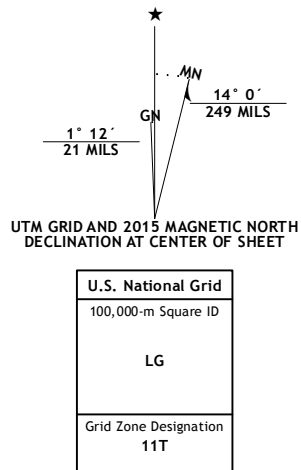 MN
GN
14° 0´
249 MILS
1° 12´
21 MILS
UTM GRID AND 2015 MAGNETIC NORTH
DECLINATION AT CENTER OF SHEET
U.S. National Grid
100,000-m Square ID
LG
Grid Zone Designation
11T